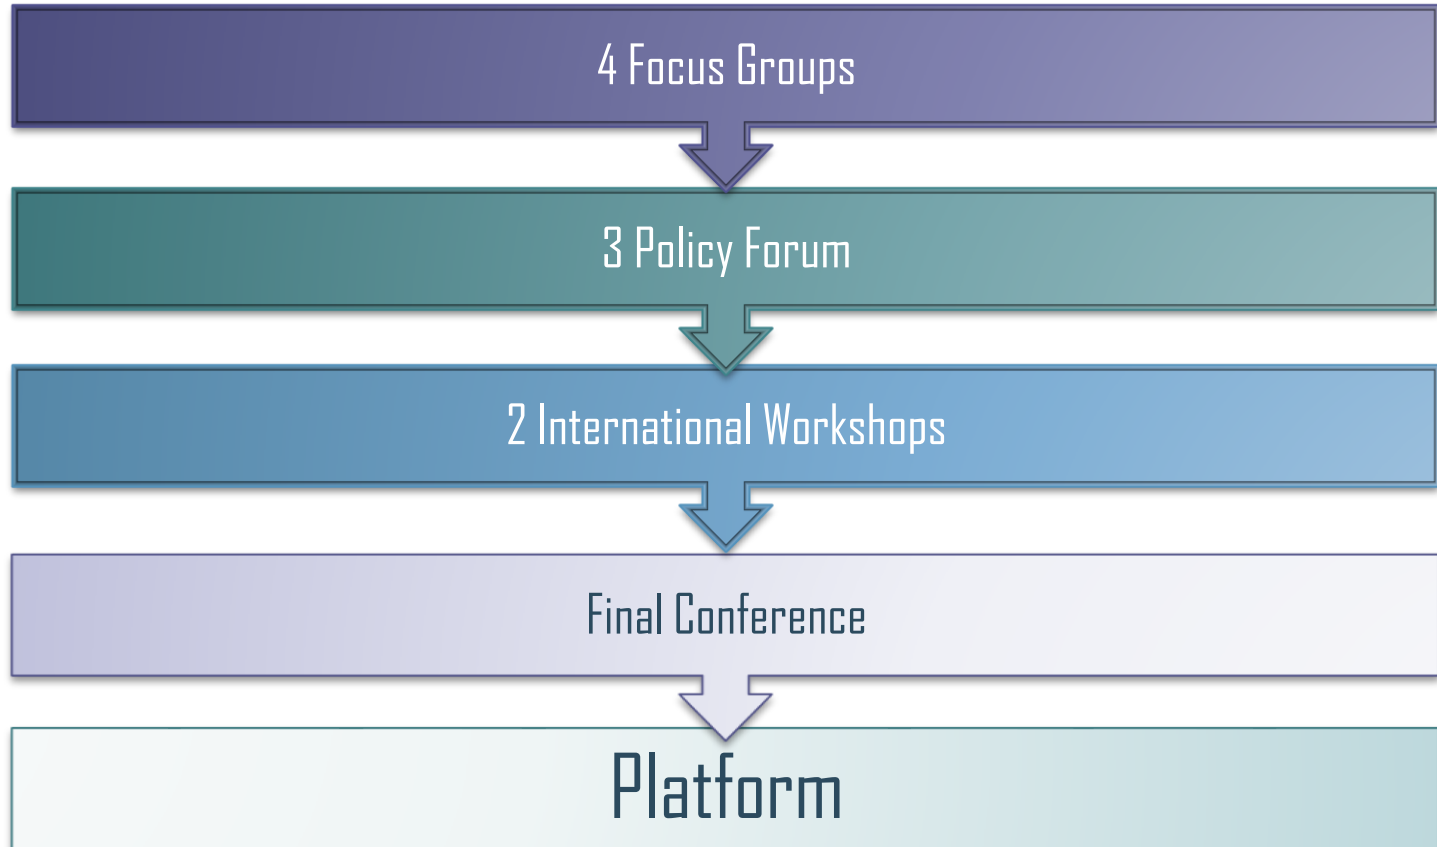 4 Focus Groups
3 Policy Forum
2 International Workshops
Final Conference
Platform